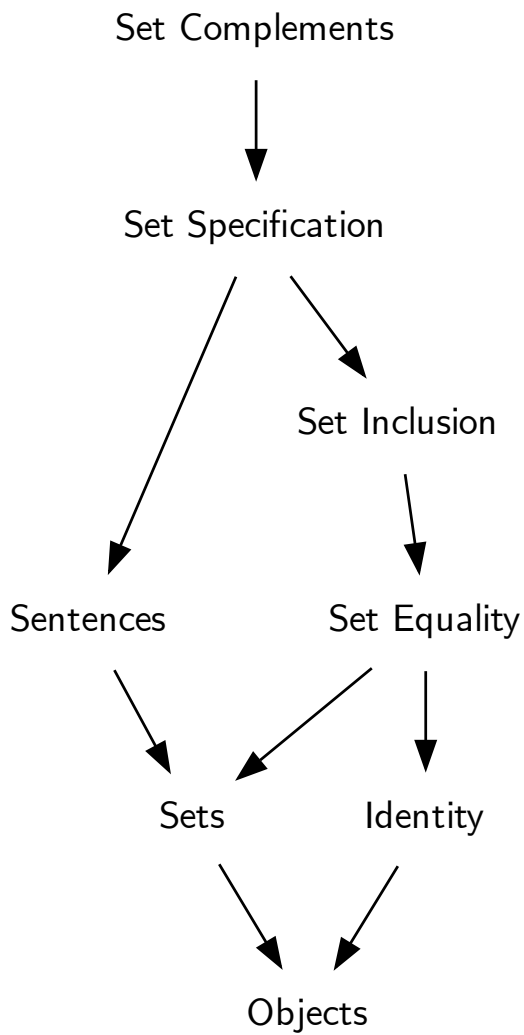 Set Complements
Set Specification
Set Inclusion
Sentences
Set Equality
Sets
Identity
Objects